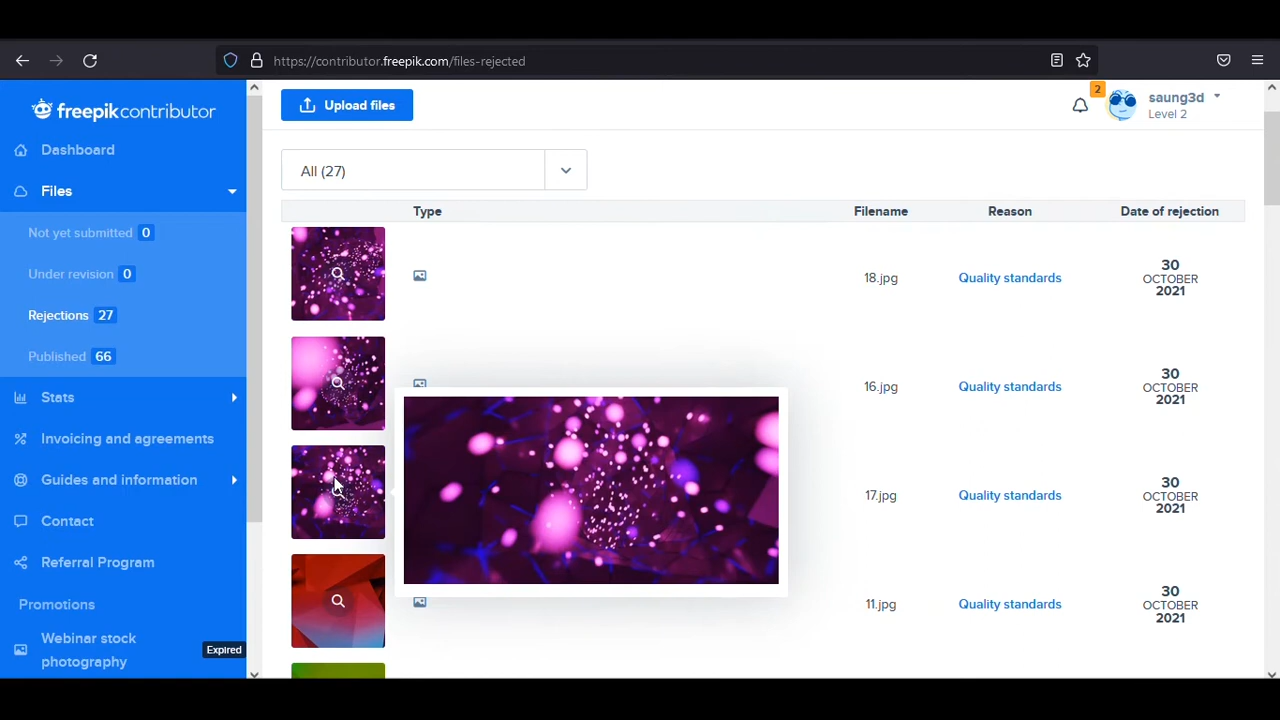 https://contributor.freepik.com/files-rejected
freepikcontributor
Upload files
2
saung3d
Level 2
Dashboard
Files
Not yet submitted 0
Under revision 0
Rejections 27
Published 66
Stats
Invoicing and agreements
Guides and information
Contact
Referral Program
Promotions
Webinar stock
photography
Expired
All (27)
Type Filename Reason Date of rejection
18.jpg Quality standards 30
OCTOBER
2021
16.jpg Quality standards 30
OCTOBER
2021
17.jpg Quality standards 30
OCTOBER
2021
11.jpg Quality standards 30
OCTOBER
2021